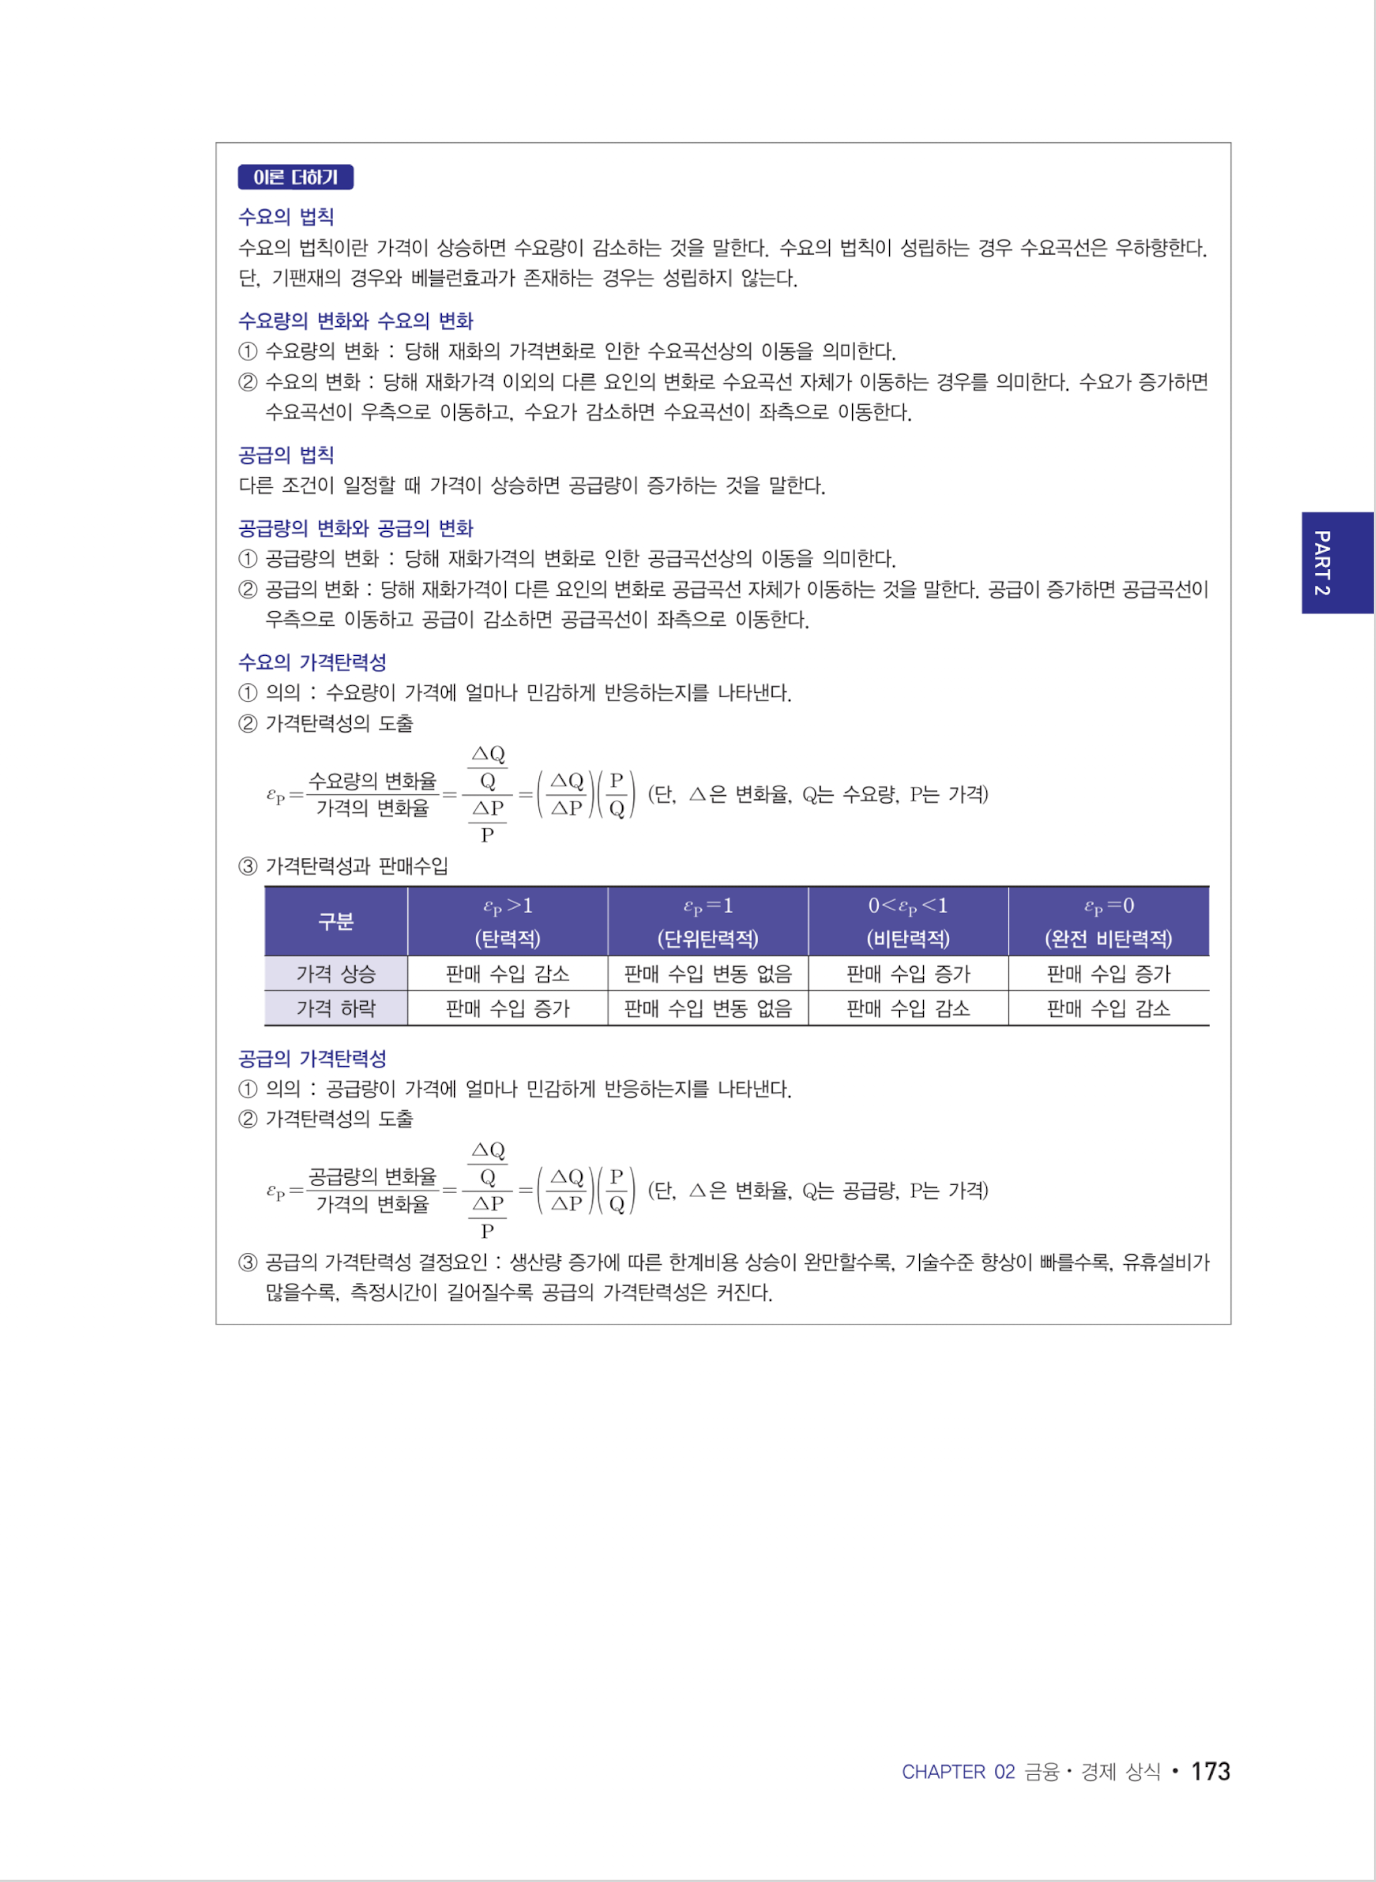 이론 더하기
수요의 법칙
수요의 법칙이란 가격이 상승하면 수요량이 감소하는 것을 말한다. 수요의 법칙이 성립하는 경우 수요곡선은 우하향한다.
단, 기팬재의 경우와 베블런효과가 존재하는 경우는 성립하지 않는다.
수요량의 변화와 수요의 변화
① 수요량의 변화 : 당해 재화의 가격변화로 인한 수요곡선상의 이동을 의미한다.
② 수요의 변화 : 당해 재화가격 이외의 다른 요인의 변화로 수요곡선 자체가 이동하는 경우를 의미한다. 수요가 증가하면
수요곡선이 우측으로 이동하고, 수요가 감소하면 수요곡선이 좌측으로 이동한다.
공급의 법칙
다른 조건이 일정할 때 가격이 상승하면 공급량이 증가하는 것을 말한다.
공급량의 변화와 공급의 변화
① 공급량의 변화 : 당해 재화가격의 변화로 인한 공급곡선상의 이동을 의미한다.
② 공급의 변화 : 당해 재화가격이 다른 요인의 변화로 공급곡선 자체가 이동하는 것을 말한다. 공급이 증가하면 공급곡선이
우측으로 이동하고 공급이 감소하면 공급곡선이 좌측으로 이동한다.
PART 2
수요의 가격탄력성
① 의의 : 수요량이 가격에 얼마나 민감하게 반응하는지를 나타낸다.
② 가격탄력성의 도출
εP = 수요량의 변화율 / 가격의 변화율 = (ΔQ/Q) / (ΔP/P) = (ΔQ/ΔP)(P/Q) (단, Δ은 변화율, Q는 수요량, P는 가격)
③ 가격탄력성과 판매수입
구분 εP>1 (탄력적) εP=1 (단위탄력적) 0<εP<1 (비탄력적) εP=0 (완전 비탄력적)
가격 상승 판매 수입 감소 판매 수입 변동 없음 판매 수입 증가 판매 수입 증가
가격 하락 판매 수입 증가 판매 수입 변동 없음 판매 수입 감소 판매 수입 감소
공급의 가격탄력성
① 의의 : 공급량이 가격에 얼마나 민감하게 반응하는지를 나타낸다.
② 가격탄력성의 도출
εP = 공급량의 변화율 / 가격의 변화율 = (ΔQ/Q) / (ΔP/P) = (ΔQ/ΔP)(P/Q) (단, Δ은 변화율, Q는 공급량, P는 가격)
③ 공급의 가격탄력성 결정요인 : 생산량 증가에 따른 한계비용 상승이 완만할수록, 기술수준 향상이 빠를수록, 유휴설비가
많을수록, 측정시간이 길어질수록 공급의 가격탄력성은 커진다.
CHAPTER 02 금융·경제 상식 • 173